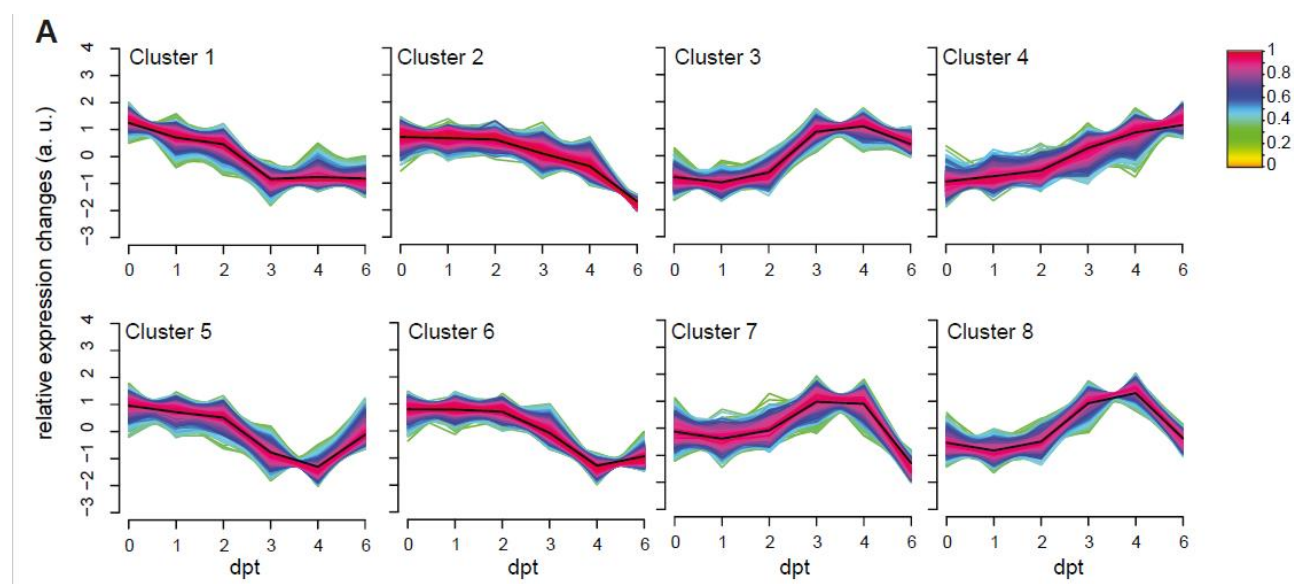 A
Cluster 1
Cluster 2
Cluster 3
Cluster 4
4
3
2
1
0
−1
−2
−3
0 1 2 3 4 6
0 1 2 3 4 6
0 1 2 3 4 6
0 1 2 3 4 6
1
0.8
0.6
0.4
0.2
0
relative expression changes (a. u.)
Cluster 5
Cluster 6
Cluster 7
Cluster 8
4
3
2
1
0
−1
−2
−3
0 1 2 3 4 6
0 1 2 3 4 6
0 1 2 3 4 6
0 1 2 3 4 6
dpt
dpt
dpt
dpt